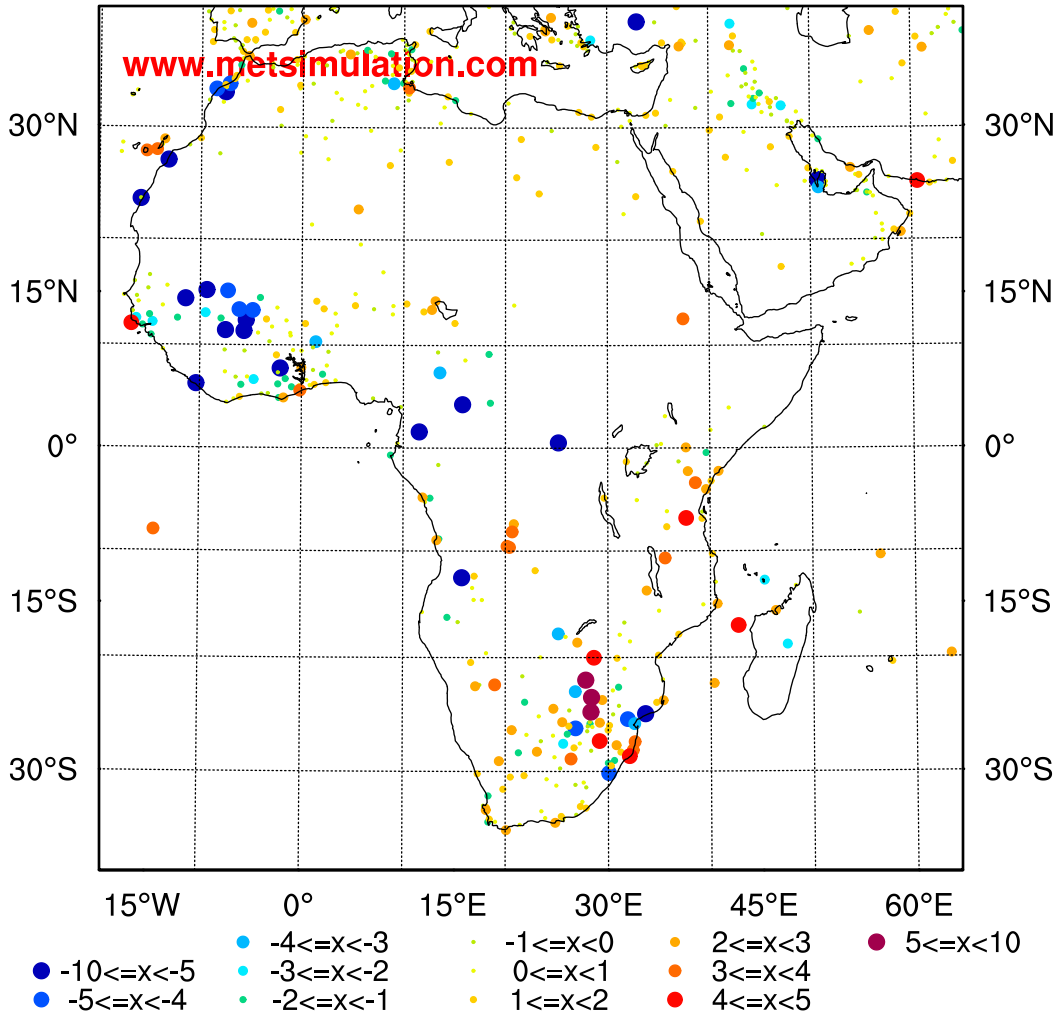 www.metsimulation.com
30°N 30°N
15°N 15°N
0° 0°
15°S 15°S
30°S 30°S
15°W 0° 15°E 30°E 45°E 60°E
-4<=x<-3 -1<=x<0 2<=x<3 5<=x<10
-10<=x<-5 -3<=x<-2 0<=x<1 3<=x<4
-5<=x<-4 -2<=x<-1 1<=x<2 4<=x<5